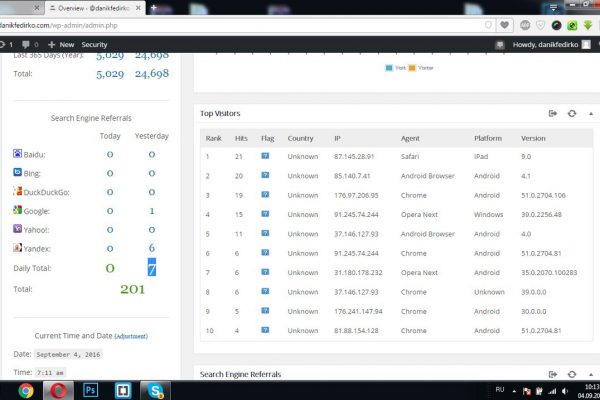 Overview - @danikfedirko.c
danikfedirko.com/wp-admin/admin.php
1 0 + New Security
Howdy, danikfedirko
Last 365 Days (Year): 5,029 24,698
Total: 5,029 24,698
Visit Visitor
Search Engine Referrals
Today Yesterday
Baidu: 0 0
Bing: 0 0
DuckDuckGo: 0 0
Google: 0 1
Yahoo!: 0 0
Yandex: 0 6
Daily Total: 0 7
Total: 201
Current Time and Date (Adjustment)
Date: September 4, 2016
Time: 7:11 am
Top Visitors
Rank Hits Flag Country IP Agent Platform Version
1 21 ? Unknown 87.145.28.91 Safari iPad 9.0
2 20 ? Unknown 85.140.7.41 Android Browser Android 4.1
3 19 ? Unknown 176.97.206.95 Chrome Android 51.0.2704.106
4 15 ? Unknown 91.245.74.244 Opera Next Windows 39.0.2256.48
5 11 ? Unknown 37.146.127.93 Android Browser Android 4.0
6 6 ? Unknown 91.245.74.244 Chrome Android 51.0.2704.81
7 6 ? Unknown 31.180.178.232 Opera Next Android 35.0.2070.100283
8 6 ? Unknown 37.146.127.93 Chrome Unknown 39.0.0.0
9 5 ? Unknown 176.241.147.94 Chrome Android 30.0.0.0
10 4 ? Unknown 81.88.154.128 Chrome Android 51.0.2704.81
Search Engine Referrals
Ps
RU
10:13
04.09.20